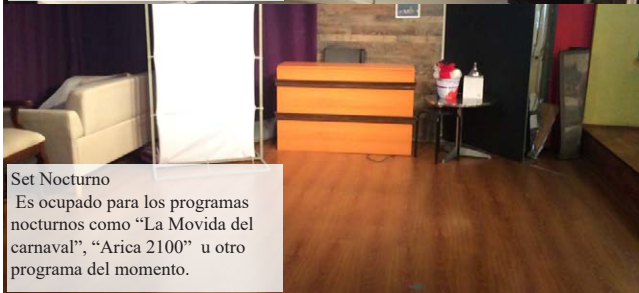 Set Nocturno
Es ocupado para los programas
nocturnos como “La Movida del
carnaval”, “Arica 2100” u otro
programa del momento.